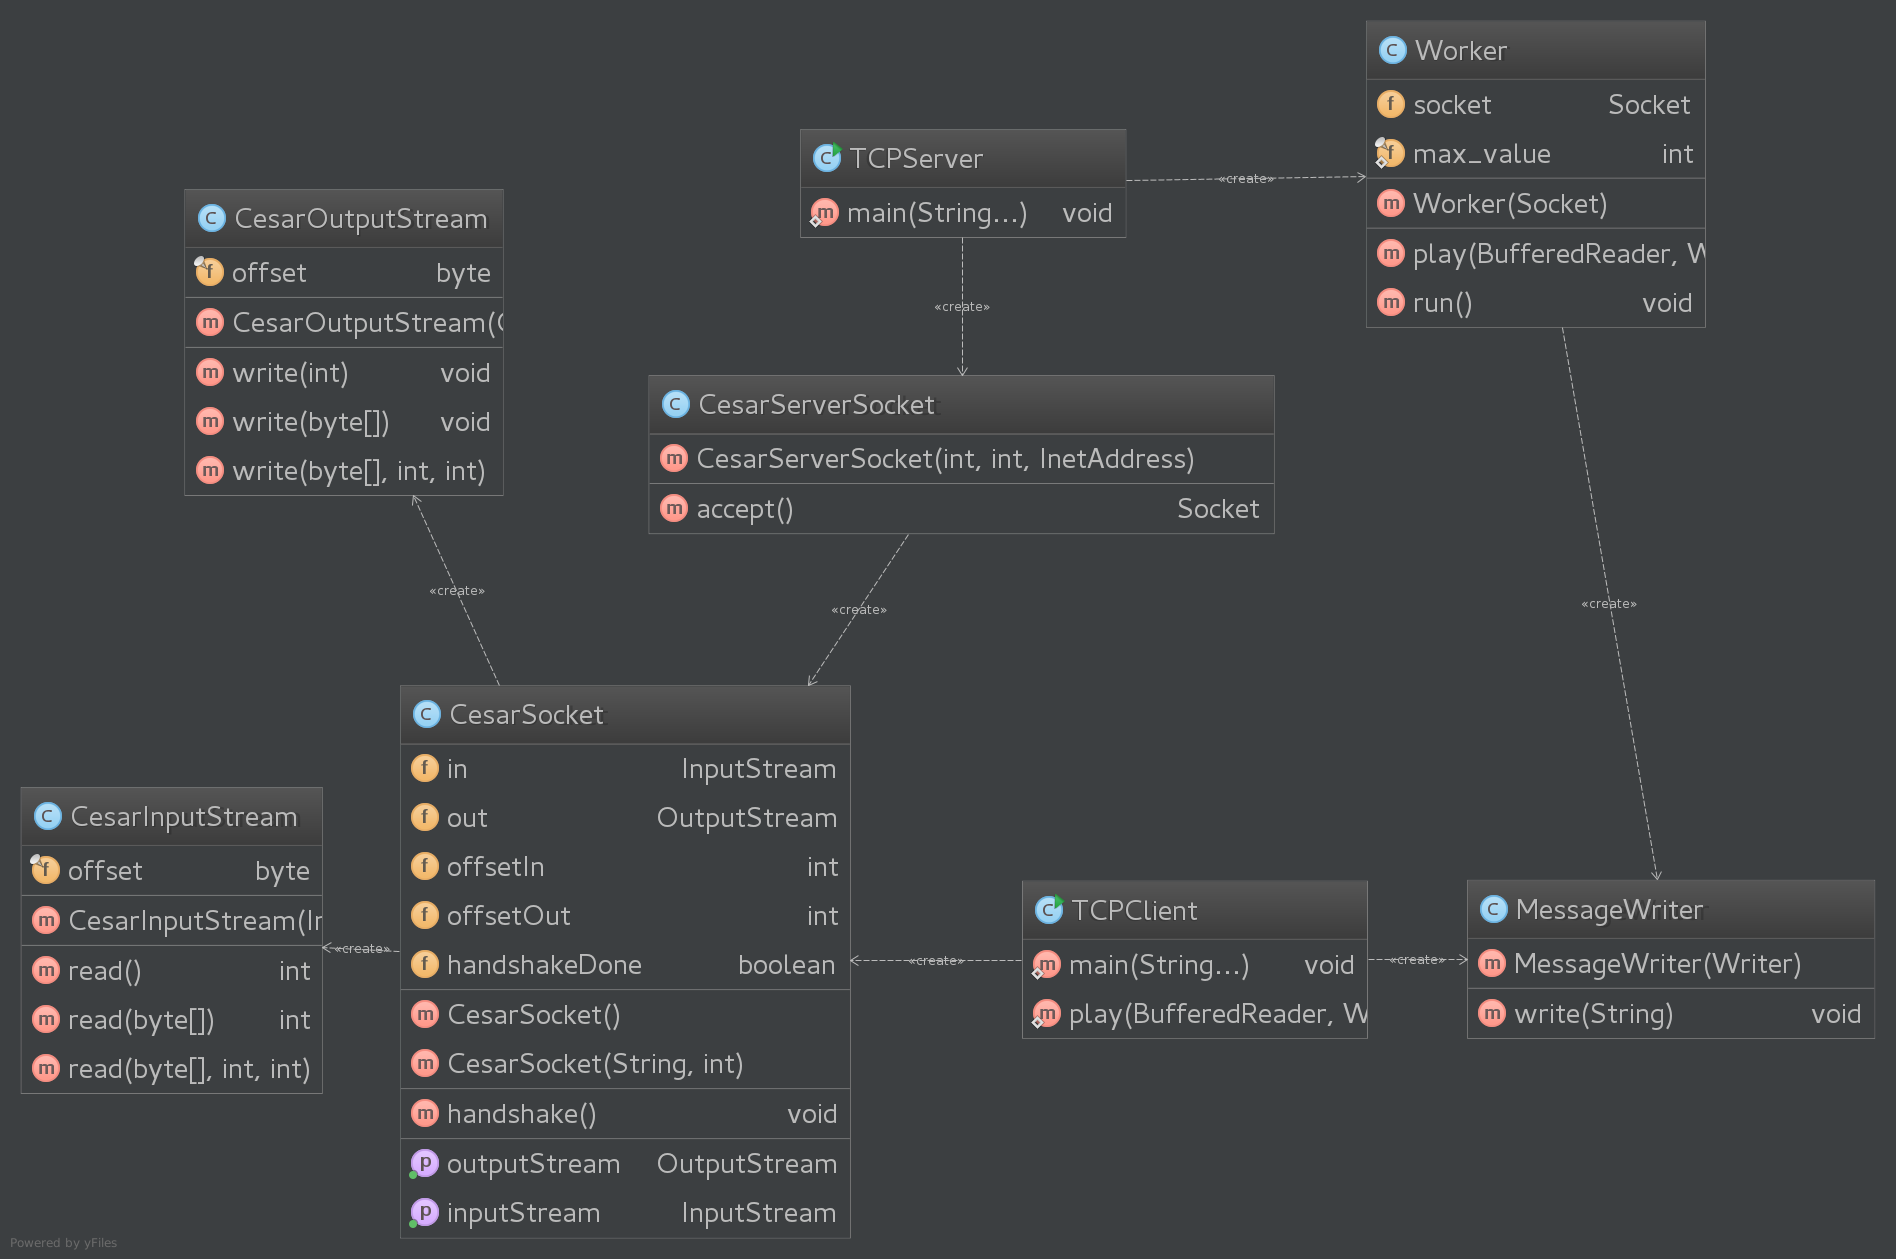 Worker
socket Socket
max_value int
Worker(Socket)
play(BufferedReader, W
run() void
TCPServer
main(String...) void
«create»
CesarOutputStream
offset byte
CesarOutputStream(
write(int) void
write(byte[]) void
write(byte[], int, int)
«create»
CesarServerSocket
CesarServerSocket(int, int, InetAddress)
accept() Socket
«create»
«create»
«create»
CesarSocket
in InputStream
out OutputStream
offsetIn int
offsetOut int
handshakeDone boolean
CesarSocket()
CesarSocket(String, int)
handshake() void
outputStream OutputStream
inputStream InputStream
CesarInputStream
offset byte
CesarInputStream(In
read() int
read(byte[]) int
read(byte[], int, int)
«create»
«create»
TCPClient
main(String...) void
play(BufferedReader, W
«create»
MessageWriter
MessageWriter(Writer)
write(String) void
Powered by yFiles